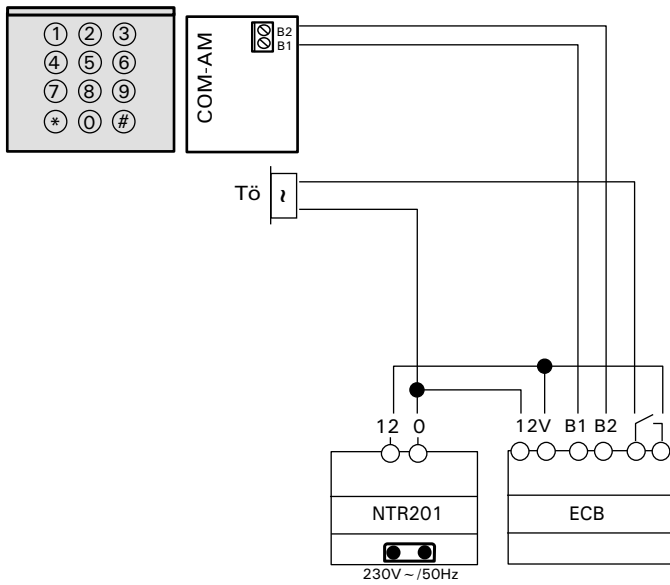 1 2 3
4 5 6
7 8 9
* 0 #
COM-AM
B2
B1
Tö
~
12 0
12V B1 B2
NTR201
ECB
230V~/50Hz